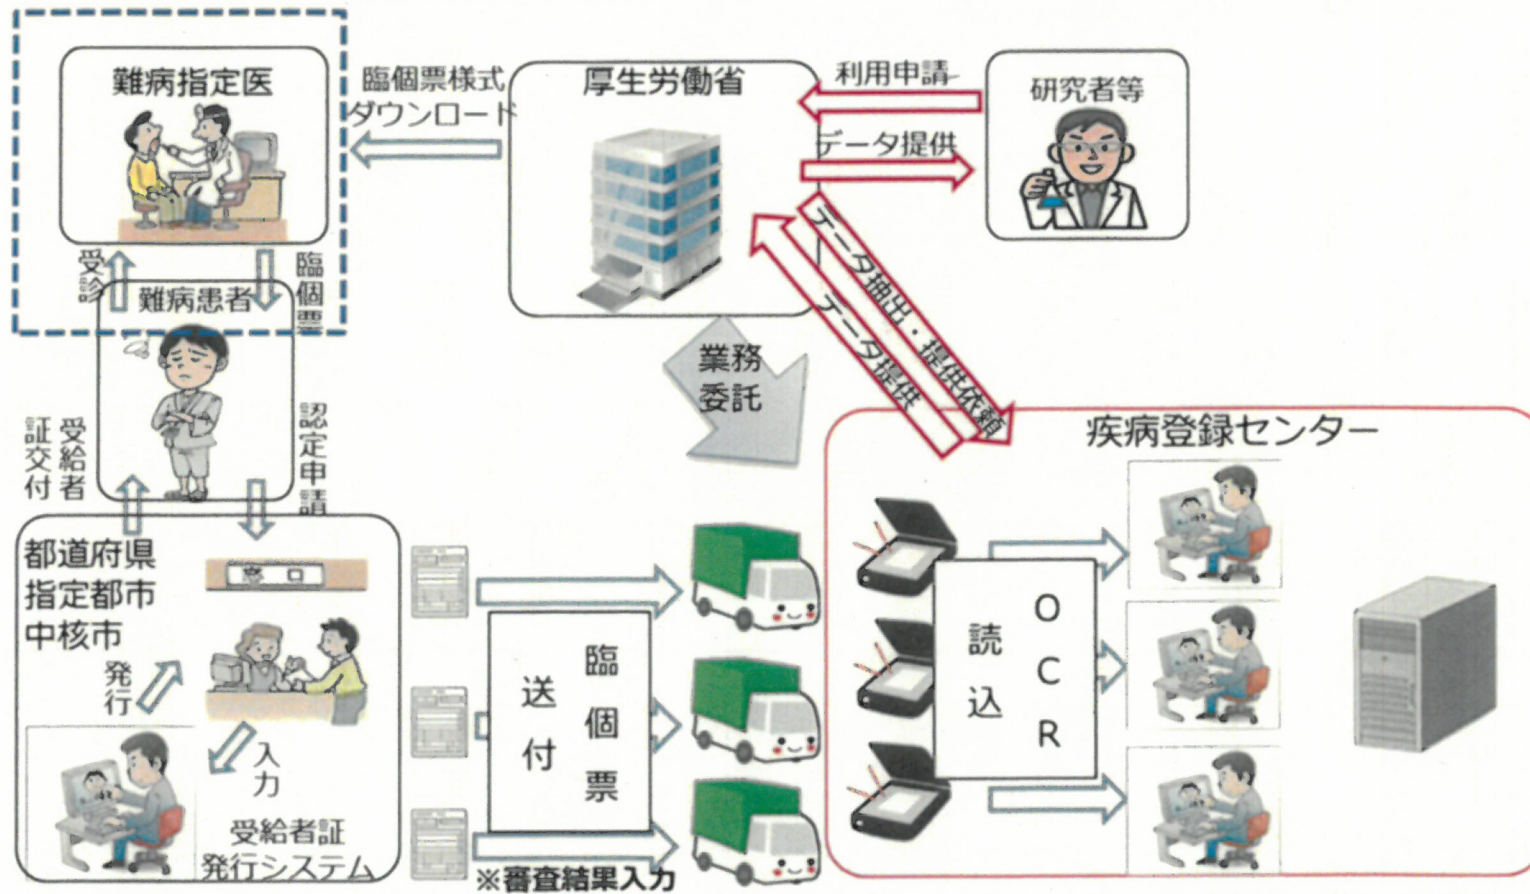 難病指定医
臨個票様式
ダウンロード
厚生労働省
利用申請
データ提供
研究者等
受診
臨個票
難病患者
データ抽出・提供依頼
データ提供
業務
委託
受給者
証交付
認定申請
疾病登録センター
都道府県
指定都市
中核市
発行
入力
受給者証
発行システム
臨個票
送付
※審査結果入力
OCR
読込